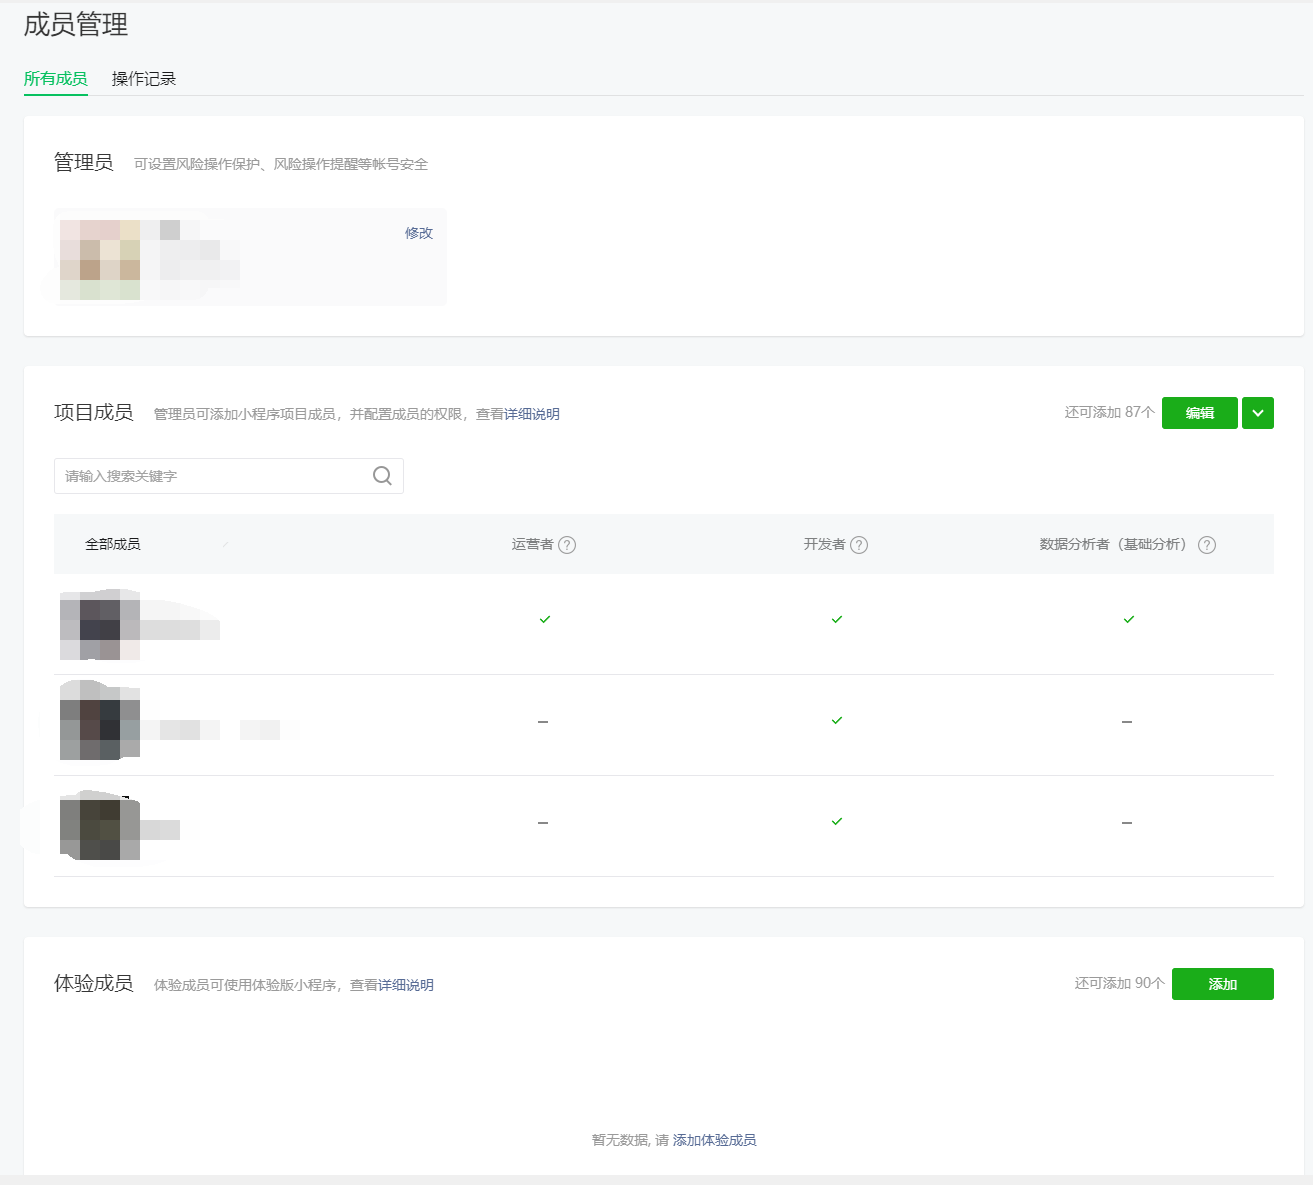 成员管理
所有成员 操作记录
管理员 可设置风险操作保护、风险操作提醒等帐号安全
修改
项目成员 管理员可添加小程序项目成员，并配置成员的权限，查看详细说明 还可添加 87个 编辑
请输入搜索关键字
全部成员 运营者 ? 开发者 ? 数据分析者（基础分析） ?
体验成员 体验成员可使用体验版小程序，查看详细说明 还可添加 90个 添加
暂无数据, 请 添加体验成员